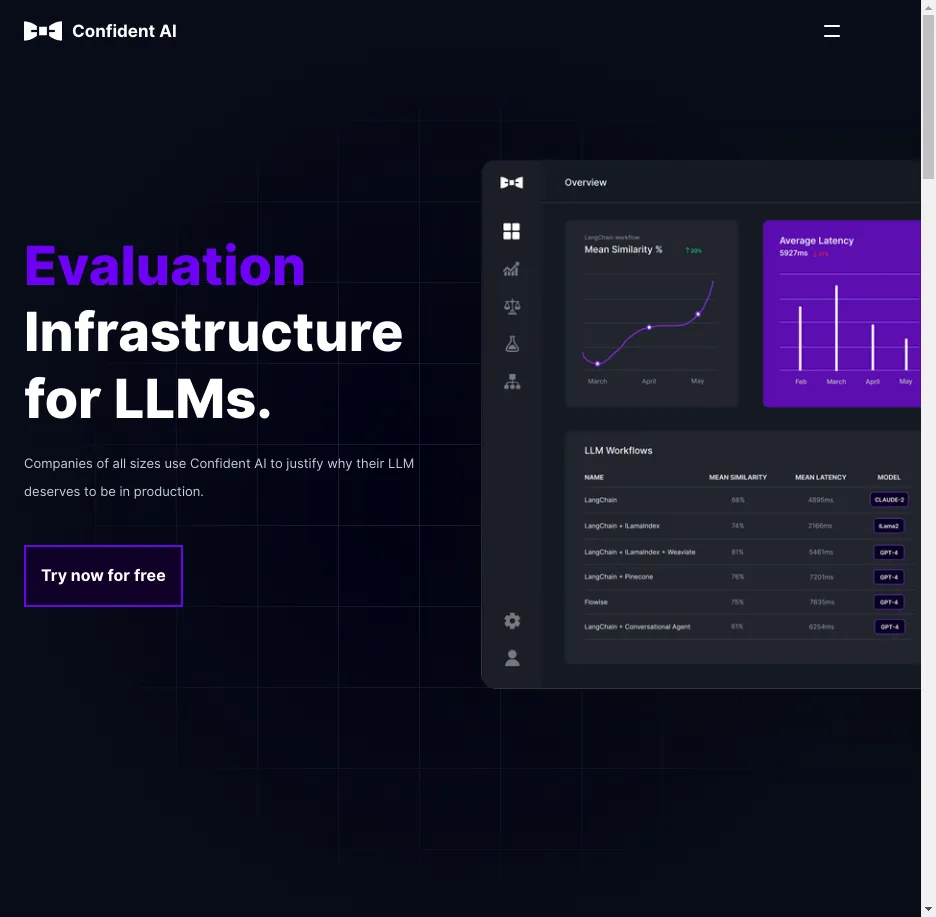 Confident AI
Evaluation
Infrastructure
for LLMs.
Companies of all sizes use Confident AI to justify why their LLM
deserves to be in production.
Try now for free
Overview
LangChain workflow
Mean Similarity %
↑ 20%
March April May
Average Latency
5927ms
Feb March April May
LLM Workflows
NAME MEAN SIMILARITY MEAN LATENCY MODEL
LangChain 68% 4895ms CLAUDE-2
LangChain + lLamaIndex 74% 2166ms lLama2
LangChain + lLamaIndex + Weaviate 81% 5461ms GPT-4
LangChain + Pinecone 76% 7201ms GPT-4
Flowise 75% 7635ms GPT-4
LangChain + Conversational Agent 61% 6254ms GPT-4